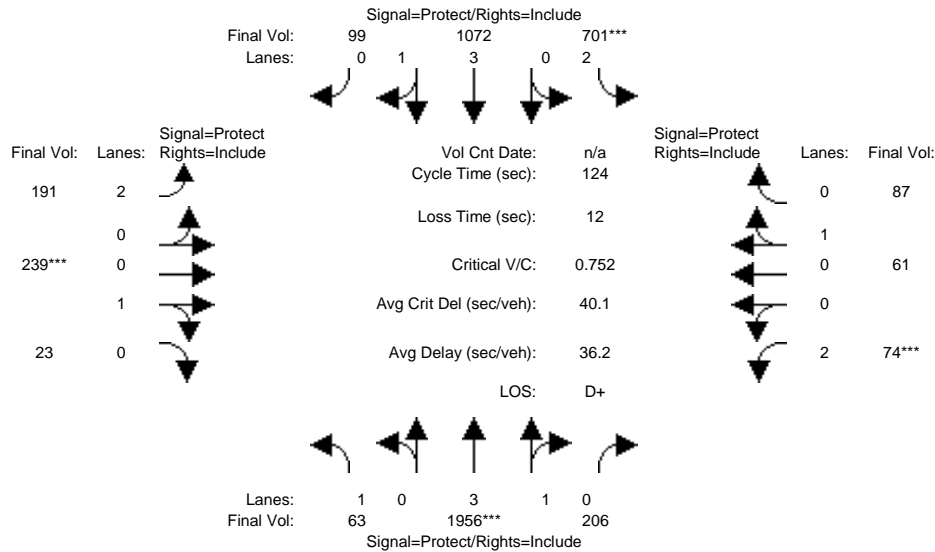 Signal=Protect/Rights=Include
Final Vol: 99 1072 701***
Lanes: 0 1 3 0 2
Signal=Protect Signal=Protect
Final Vol: Lanes: Rights=Include Vol Cnt Date: n/a Rights=Include Lanes: Final Vol:
Cycle Time (sec): 124
191 2 0 87
Loss Time (sec): 12
0 1
239*** 0 Critical V/C: 0.752 0 61
1 Avg Crit Del (sec/veh): 40.1 0
23 0 Avg Delay (sec/veh): 36.2 2 74***
LOS: D+
Lanes: 1 0 3 1 0
Final Vol: 63 1956*** 206
Signal=Protect/Rights=Include